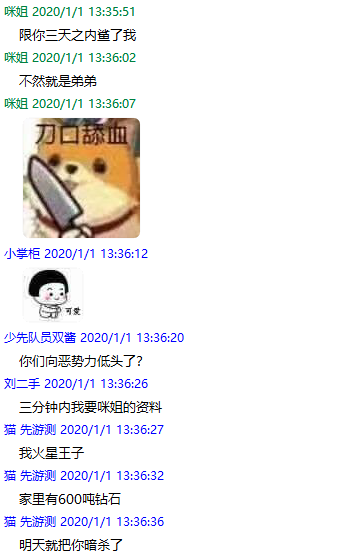 咪姐 2020/1/1 13:35:51
限你三天之内鲨了我
咪姐 2020/1/1 13:36:02
不然就是弟弟
咪姐 2020/1/1 13:36:07
刀口舔血
小掌柜 2020/1/1 13:36:12
可爱
少先队员双酱 2020/1/1 13:36:20
你们向恶势力低头了?
刘二手 2020/1/1 13:36:26
三分钟内我要咪姐的资料
猫 先游测 2020/1/1 13:36:27
我火星王子
猫 先游测 2020/1/1 13:36:32
家里有600吨钻石
猫 先游测 2020/1/1 13:36:36
明天就把你暗杀了